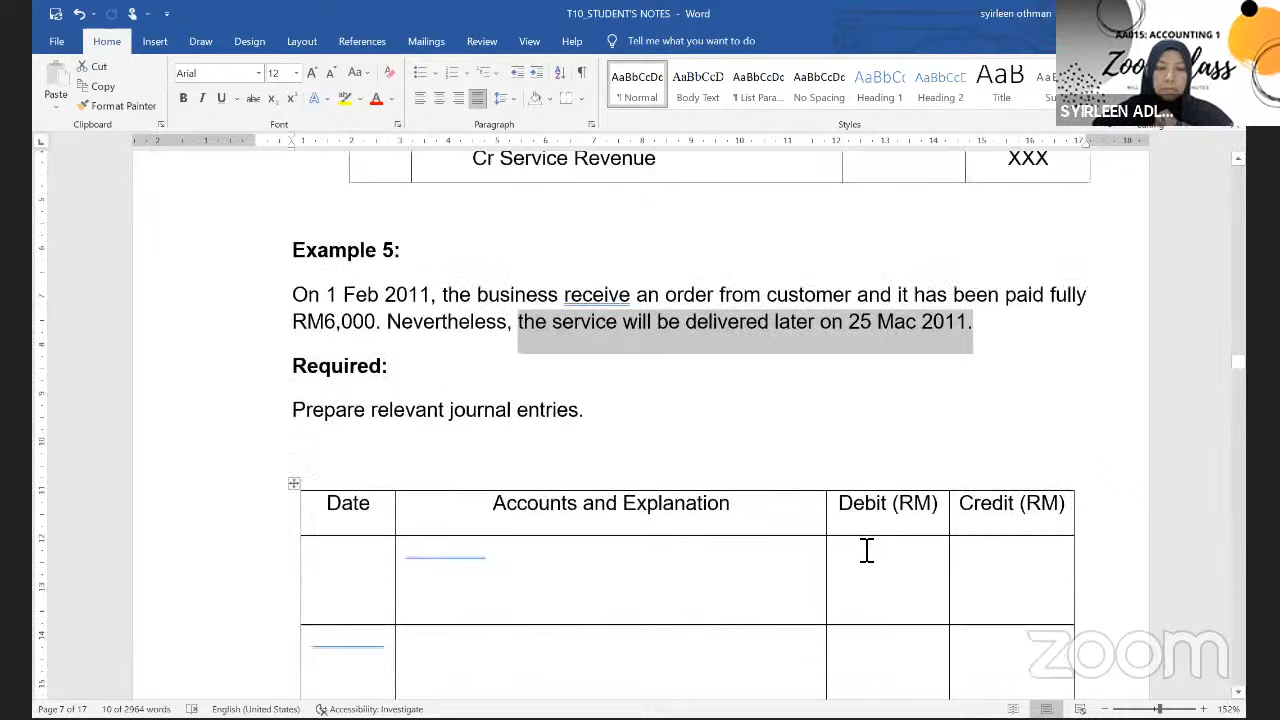 T10_STUDENT'S NOTES - Word
syirleen othman
File Home Insert Draw Design Layout References Mailings Review View Help Tell me what you want to do
AA015: ACCOUNTING 1
SYIRLEEN ADL...
Paste
Cut
Copy
Format Painter
Arial 12
AaBbCcDc AaBbCcD AaBbCcDc AaBbCcDc AaBbCc AaBbCcD AaB
¶ Normal Body Text ¶ List Para... No Spacing Heading 1 Heading 2 Title
Clipboard Font Paragraph Styles
Cr Service Revenue XXX
Example 5:
On 1 Feb 2011, the business receive an order from customer and it has been paid fully
RM6,000. Nevertheless, the service will be delivered later on 25 Mac 2011.
Required:
Prepare relevant journal entries.
Date Accounts and Explanation Debit (RM) Credit (RM)
zoom
Page 7 of 17 10 of 2964 words English (United States) Accessibility: Investigate 152%